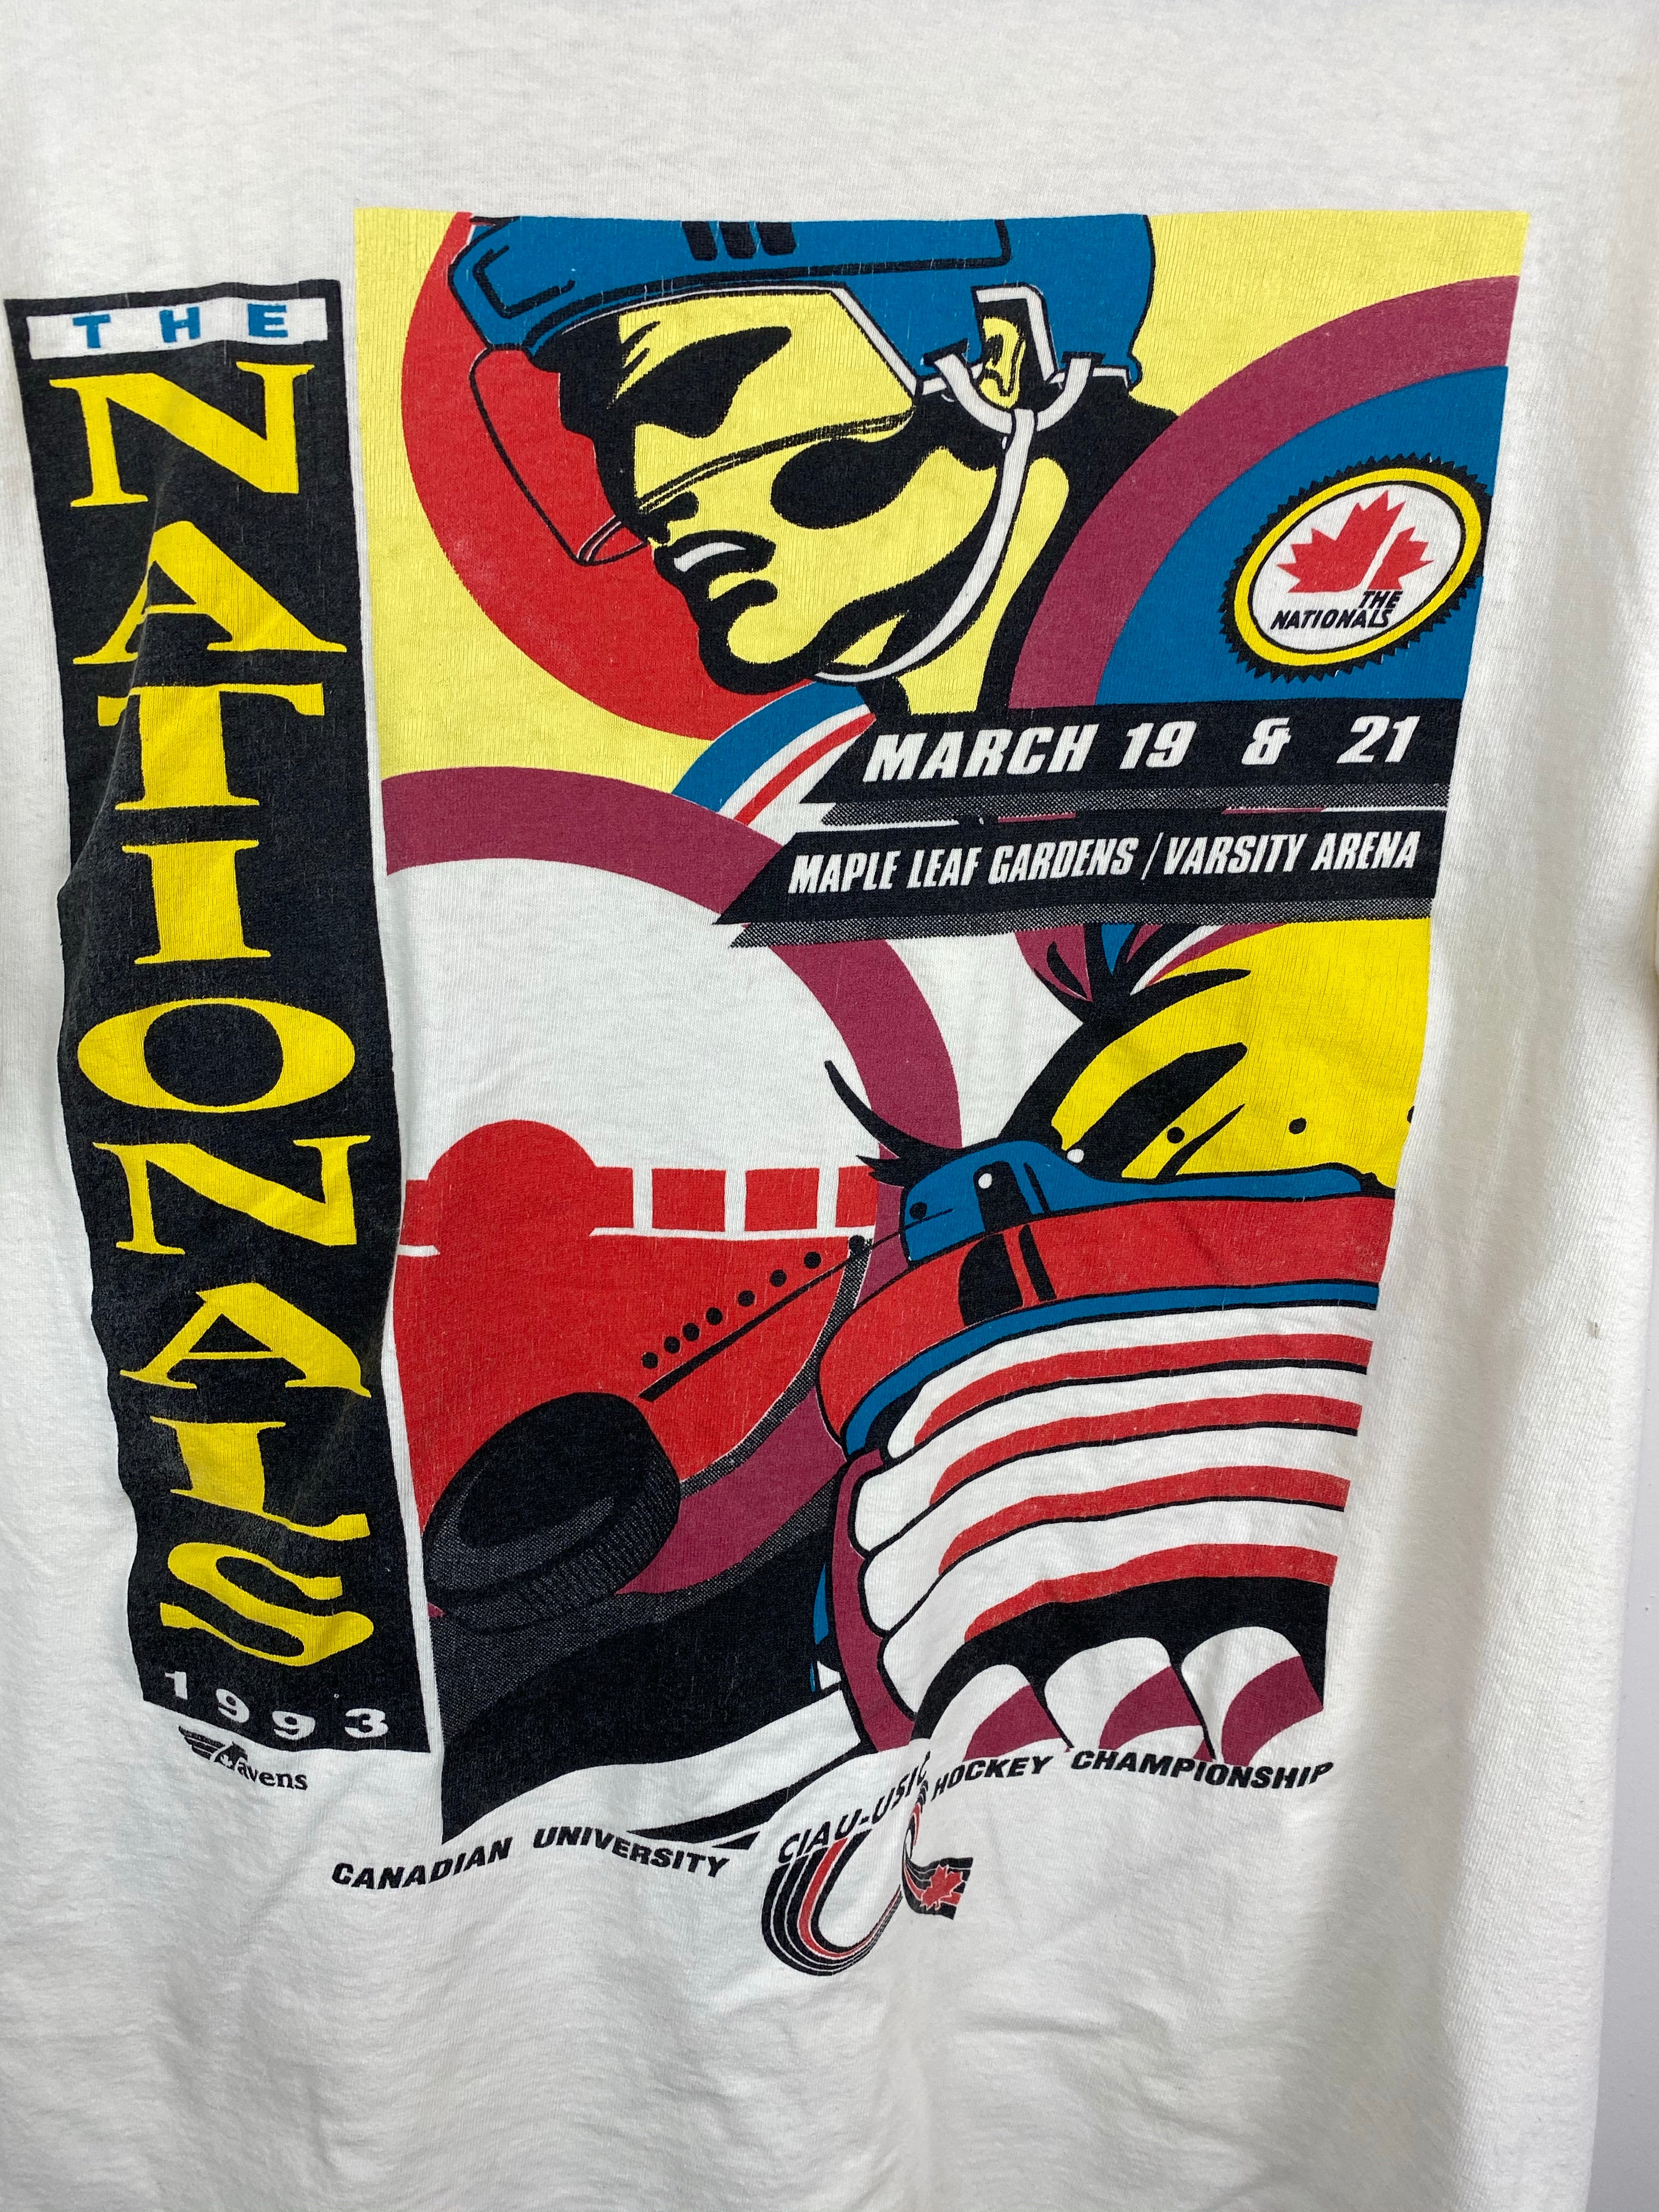 THE
NATIONALS
1993
Ravens
THE
NATIONALS
MARCH 19 & 21
MAPLE LEAF GARDENS / VARSITY ARENA
CANADIAN UNIVERSITY CIAU-USIC HOCKEY CHAMPIONSHIP